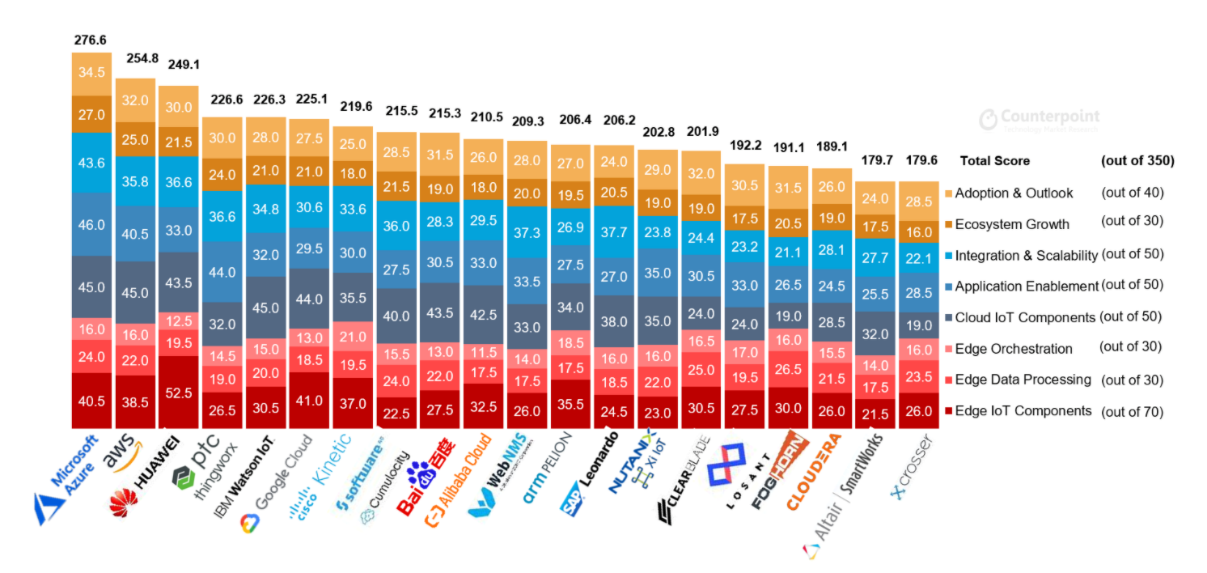 276.6 254.8 249.1 226.6 226.3 225.1 219.6 215.5 215.3 210.5 209.3 206.4 206.2 202.8 201.9 192.2 191.1 189.1 179.7 179.6
34.5 32.0 30.0 30.0 28.0 27.5 25.0 28.5 31.5 26.0 28.0 27.0 24.0 29.0 32.0 30.5 31.5 26.0 24.0 28.5
27.0 25.0 21.5 24.0 21.0 21.0 18.0 21.5 19.0 18.0 20.0 19.5 20.5 19.0 19.0 17.5 20.5 19.0 17.5 16.0
43.6 35.8 36.6 36.6 34.8 30.6 33.6 36.0 28.3 29.5 37.3 26.9 37.7 23.8 24.4 23.2 21.1 28.1 27.7 22.1
46.0 40.5 33.0 44.0 32.0 29.5 30.0 27.5 30.5 33.0 33.5 27.5 27.0 35.0 30.5 33.0 26.5 24.5 25.5 28.5
45.0 45.0 43.5 32.0 45.0 44.0 35.5 40.0 43.5 42.5 33.0 34.0 38.0 35.0 24.0 24.0 19.0 28.5 32.0 19.0
16.0 16.0 12.5 14.5 15.0 13.0 21.0 15.5 13.0 11.5 14.0 18.5 16.0 16.0 16.5 17.0 16.0 15.5 14.0 16.0
24.0 22.0 19.5 19.0 20.0 18.5 19.5 24.0 22.0 17.5 17.5 17.5 18.5 22.0 25.0 19.5 26.5 21.5 17.5 23.5
40.5 38.5 52.5 26.5 30.5 41.0 37.0 22.5 27.5 32.5 26.0 35.5 24.5 23.0 30.5 27.5 30.0 26.0 21.5 26.0
Microsoft
Azure
aws
HUAWEI
ptc
thingworx
IBM Watson IoT
Google Cloud
cisco Kinetic
software
Cumulocity
Baidu百度
Alibaba Cloud
WebNMS
arm PELION
SAP Leonardo
NUTANIX
Xi IoT
CLEARBLADE
LOSANT
FOGHORN
CLOUDERA
Altair | SmartWorks
crosser
Counterpoint
Technology Market Research
Total Score (out of 350)
Adoption & Outlook (out of 40)
Ecosystem Growth (out of 30)
Integration & Scalability (out of 50)
Application Enablement (out of 50)
Cloud IoT Components (out of 50)
Edge Orchestration (out of 30)
Edge Data Processing (out of 30)
Edge IoT Components (out of 70)